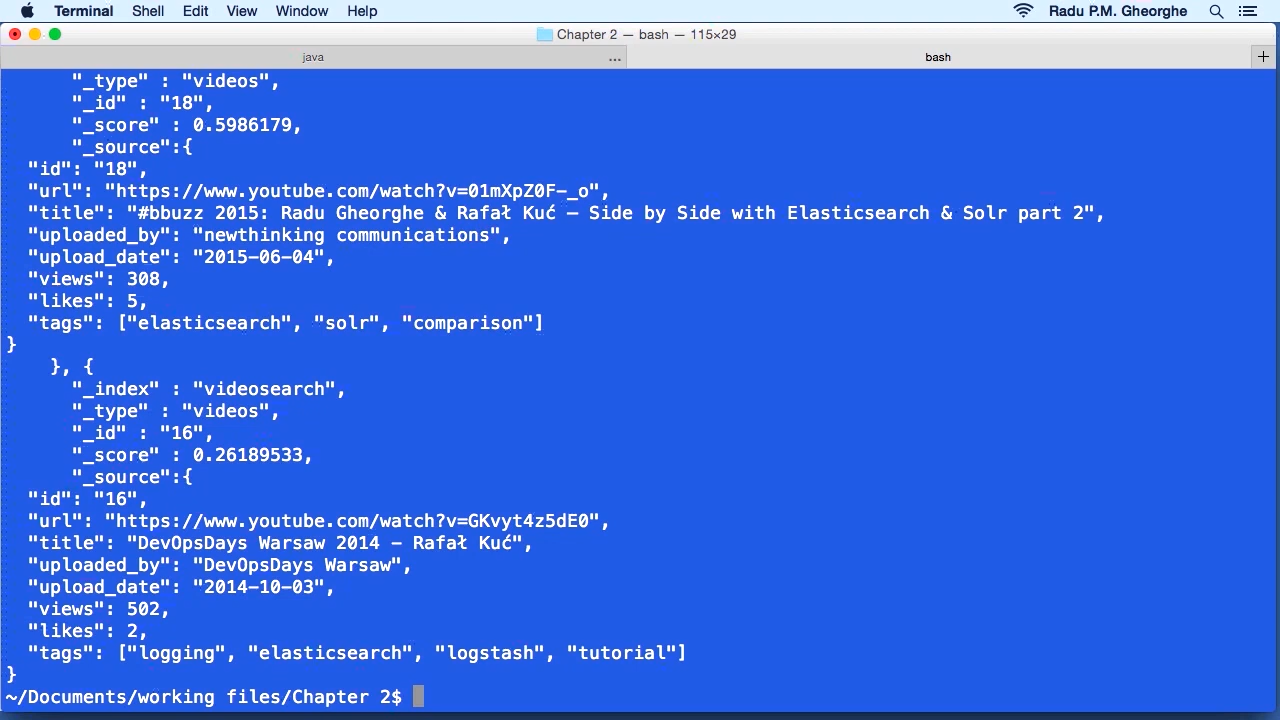 Terminal Shell Edit View Window Help Radu P.M. Gheorghe
Chapter 2 — bash — 115×29
java ... bash +
"_type" : "videos",
"_id" : "18",
"_score" : 0.5986179,
"_source":{
"id": "18",
"url": "https://www.youtube.com/watch?v=01mXpZ0F-_o",
"title": "#bbuzz 2015: Radu Gheorghe & Rafał Kuć – Side by Side with Elasticsearch & Solr part 2",
"uploaded_by": "newthinking communications",
"upload_date": "2015-06-04",
"views": 308,
"likes": 5,
"tags": ["elasticsearch", "solr", "comparison"]
}
}, {
"_index" : "videosearch",
"_type" : "videos",
"_id" : "16",
"_score" : 0.26189533,
"_source":{
"id": "16",
"url": "https://www.youtube.com/watch?v=GKvyt4z5dE0",
"title": "DevOpsDays Warsaw 2014 - Rafał Kuć",
"uploaded_by": "DevOpsDays Warsaw",
"upload_date": "2014-10-03",
"views": 502,
"likes": 2,
"tags": ["logging", "elasticsearch", "logstash", "tutorial"]
}
~/Documents/working files/Chapter 2$